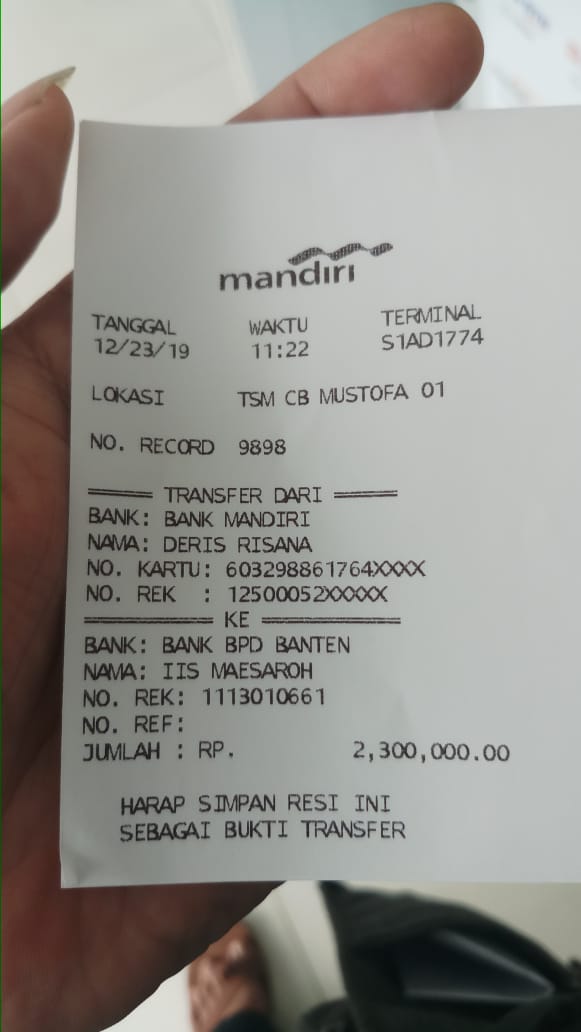 mandiri
TANGGAL WAKTU TERMINAL
12/23/19 11:22 S1AD1774
LOKASI TSM CB MUSTOFA 01
NO. RECORD 9898
===== TRANSFER DARI =====
BANK: BANK MANDIRI
NAMA: DERIS RISANA
NO. KARTU: 603298861764XXXX
NO. REK : 12500052XXXXX
========== KE ===========
BANK: BANK BPD BANTEN
NAMA: IIS MAESAROH
NO. REK: 1113010661
NO. REF:
JUMLAH : RP. 2,300,000.00
HARAP SIMPAN RESI INI
SEBAGAI BUKTI TRANSFER